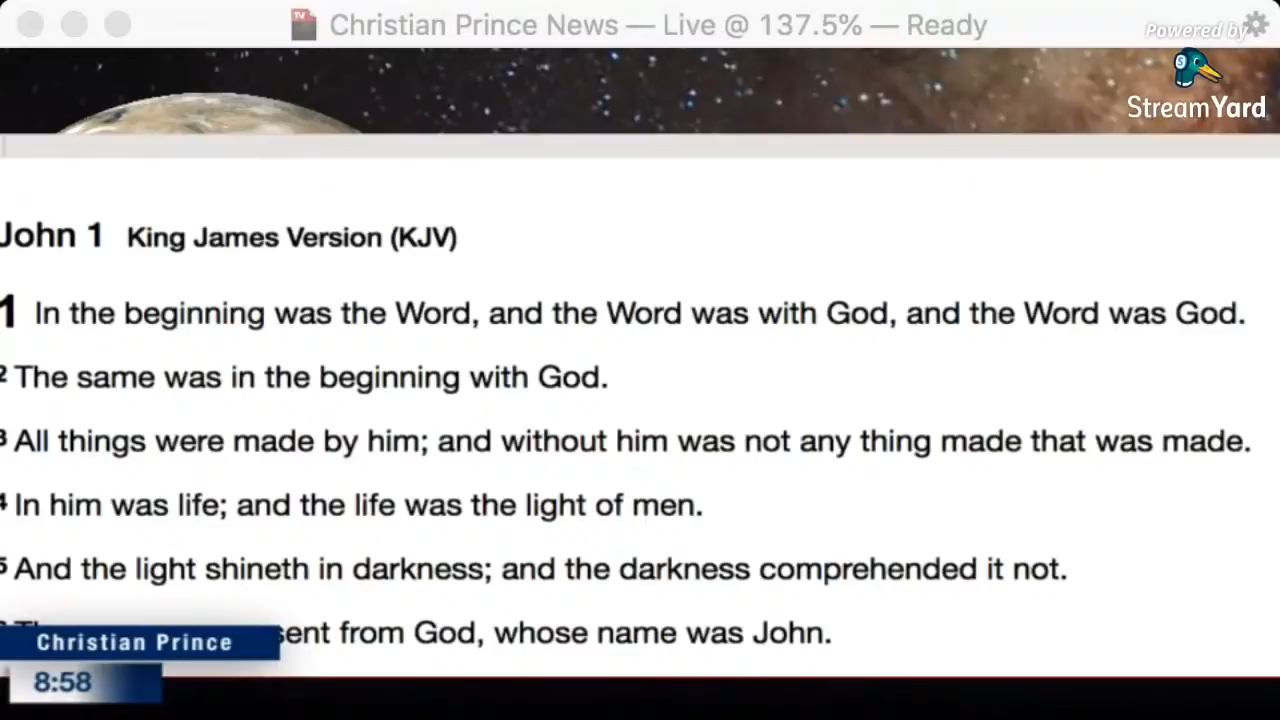 Christian Prince News — Live @ 137.5% — Ready
Powered by
StreamYard
John 1 King James Version (KJV)
1 In the beginning was the Word, and the Word was with God, and the Word was God.
2 The same was in the beginning with God.
3 All things were made by him; and without him was not any thing made that was made.
4 In him was life; and the life was the light of men.
5 And the light shineth in darkness; and the darkness comprehended it not.
sent from God, whose name was John.
Christian Prince
8:58